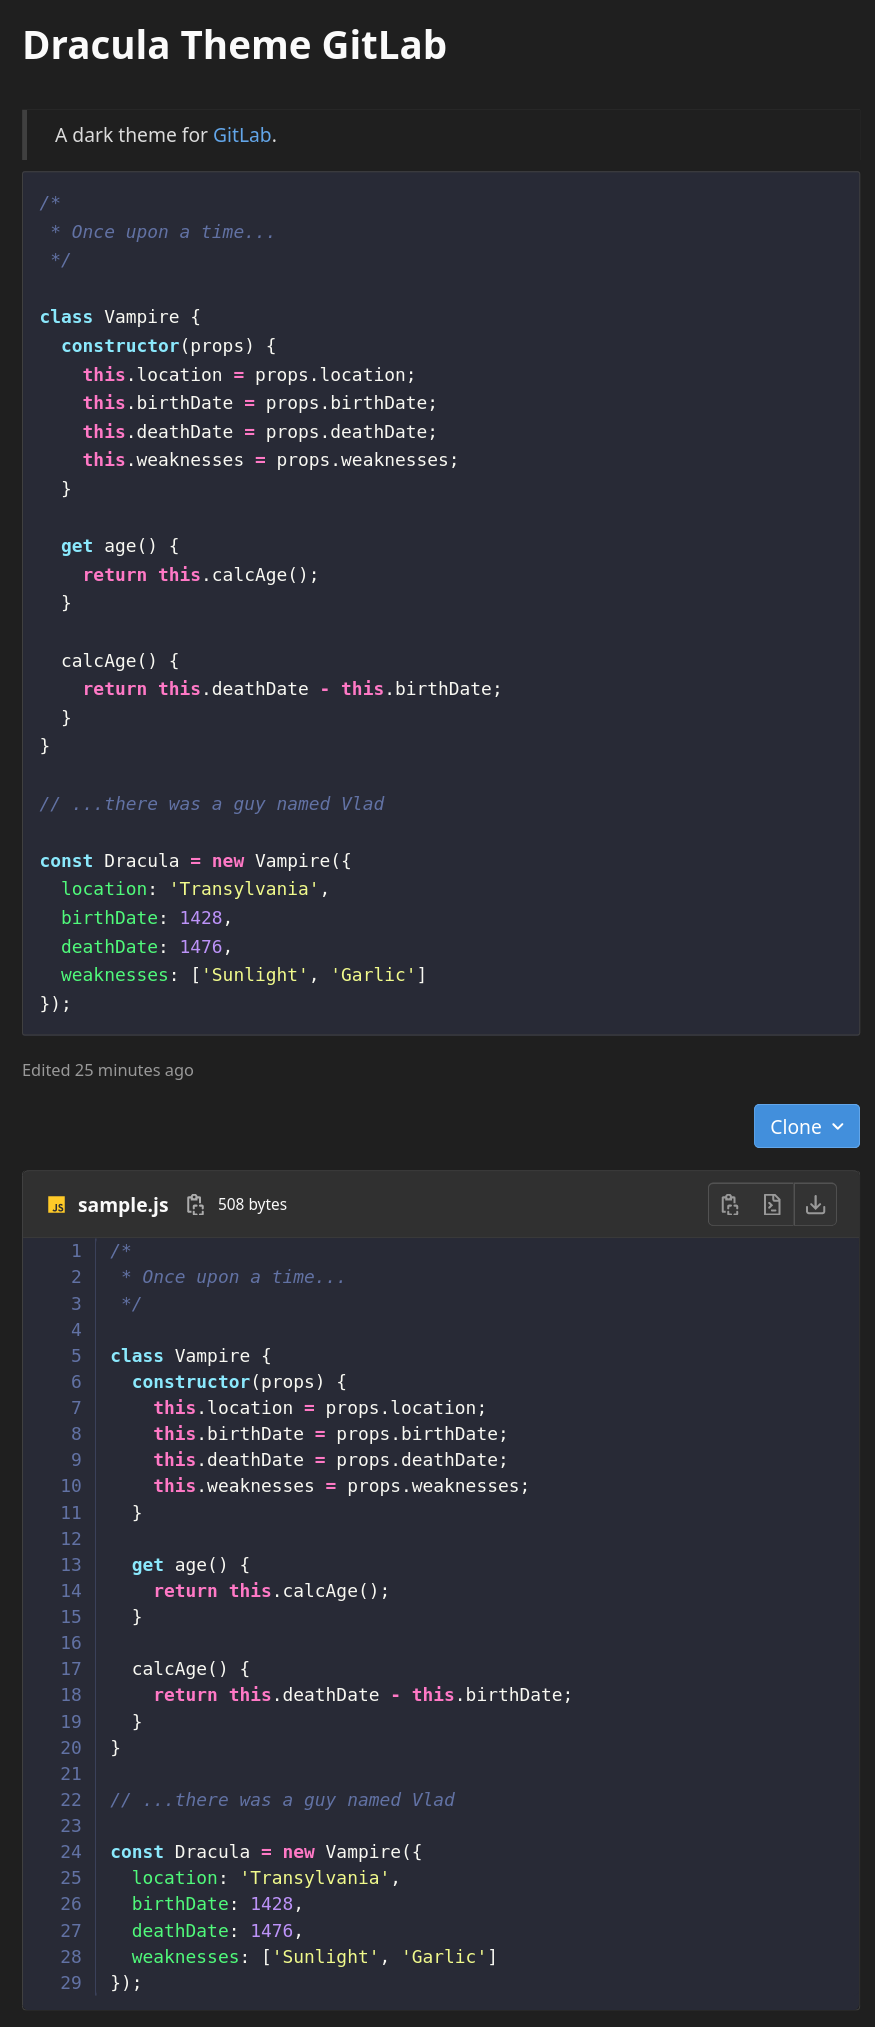 Dracula Theme GitLab
A dark theme for GitLab.
/*
 * Once upon a time...
 */

class Vampire {
  constructor(props) {
    this.location = props.location;
    this.birthDate = props.birthDate;
    this.deathDate = props.deathDate;
    this.weaknesses = props.weaknesses;
  }

  get age() {
    return this.calcAge();
  }

  calcAge() {
    return this.deathDate - this.birthDate;
  }
}

// ...there was a guy named Vlad

const Dracula = new Vampire({
  location: 'Transylvania',
  birthDate: 1428,
  deathDate: 1476,
  weaknesses: ['Sunlight', 'Garlic']
});
Edited 25 minutes ago
Clone
JS sample.js 508 bytes
1 /*
2  * Once upon a time...
3  */
4
5 class Vampire {
6   constructor(props) {
7     this.location = props.location;
8     this.birthDate = props.birthDate;
9     this.deathDate = props.deathDate;
10     this.weaknesses = props.weaknesses;
11   }
12
13   get age() {
14     return this.calcAge();
15   }
16
17   calcAge() {
18     return this.deathDate - this.birthDate;
19   }
20 }
21
22 // ...there was a guy named Vlad
23
24 const Dracula = new Vampire({
25   location: 'Transylvania',
26   birthDate: 1428,
27   deathDate: 1476,
28   weaknesses: ['Sunlight', 'Garlic']
29 });